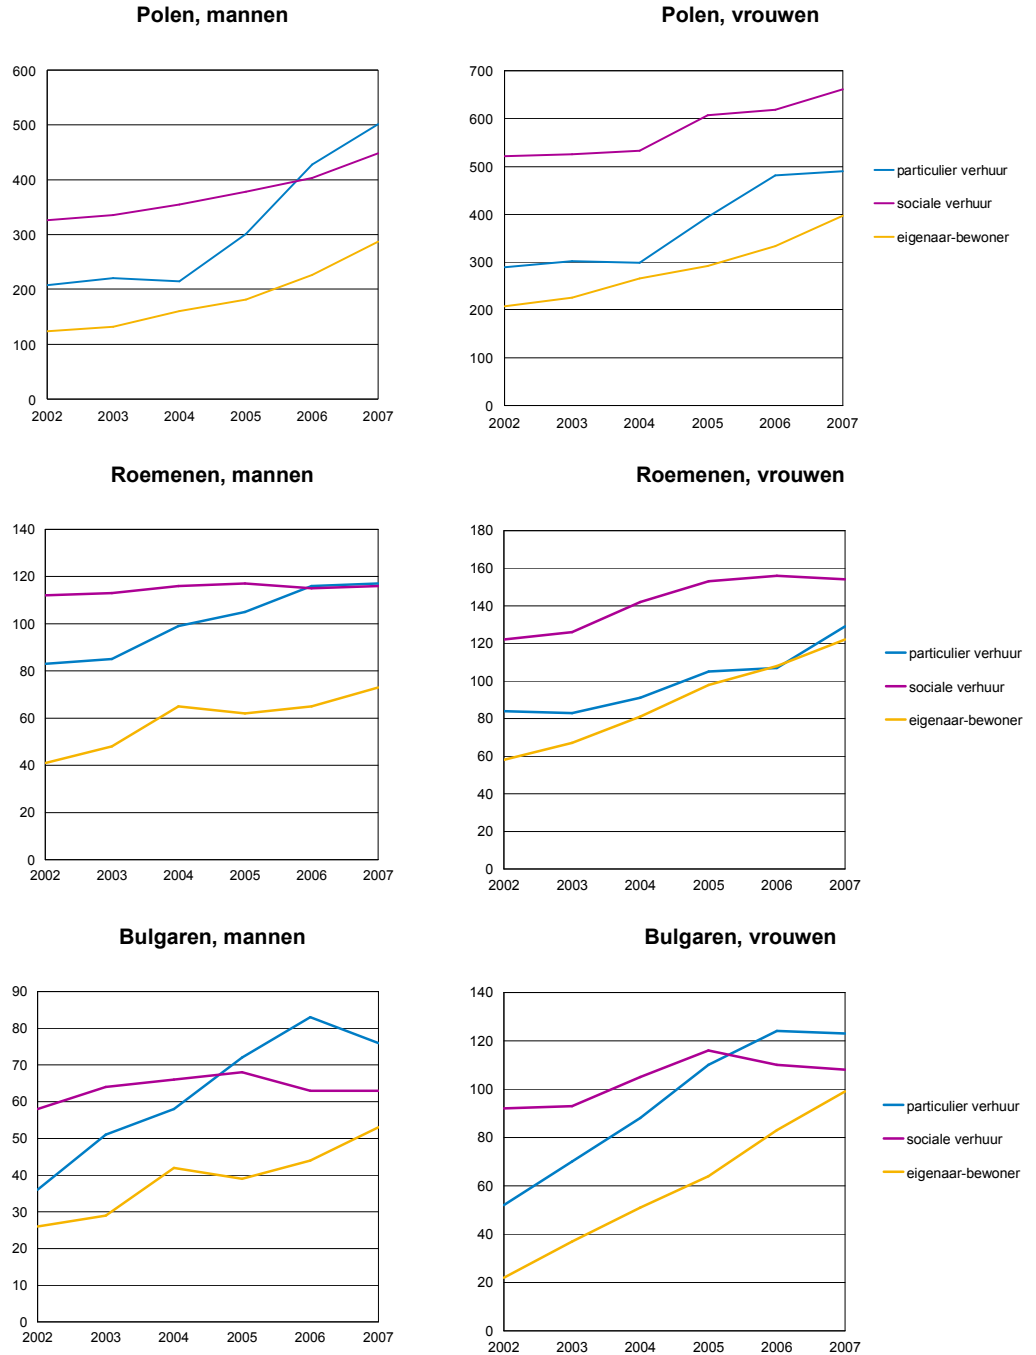 Polen, mannen
600
500
400
300
200
100
0
2002 2003 2004 2005 2006 2007
Polen, vrouwen
700
600
500
400
300
200
100
0
2002 2003 2004 2005 2006 2007
particulier verhuur
sociale verhuur
eigenaar-bewoner
Roemenen, mannen
140
120
100
80
60
40
20
0
2002 2003 2004 2005 2006 2007
Roemenen, vrouwen
180
160
140
120
100
80
60
40
20
0
2002 2003 2004 2005 2006 2007
particulier verhuur
sociale verhuur
eigenaar-bewoner
Bulgaren, mannen
90
80
70
60
50
40
30
20
10
0
2002 2003 2004 2005 2006 2007
Bulgaren, vrouwen
140
120
100
80
60
40
20
0
2002 2003 2004 2005 2006 2007
particulier verhuur
sociale verhuur
eigenaar-bewoner